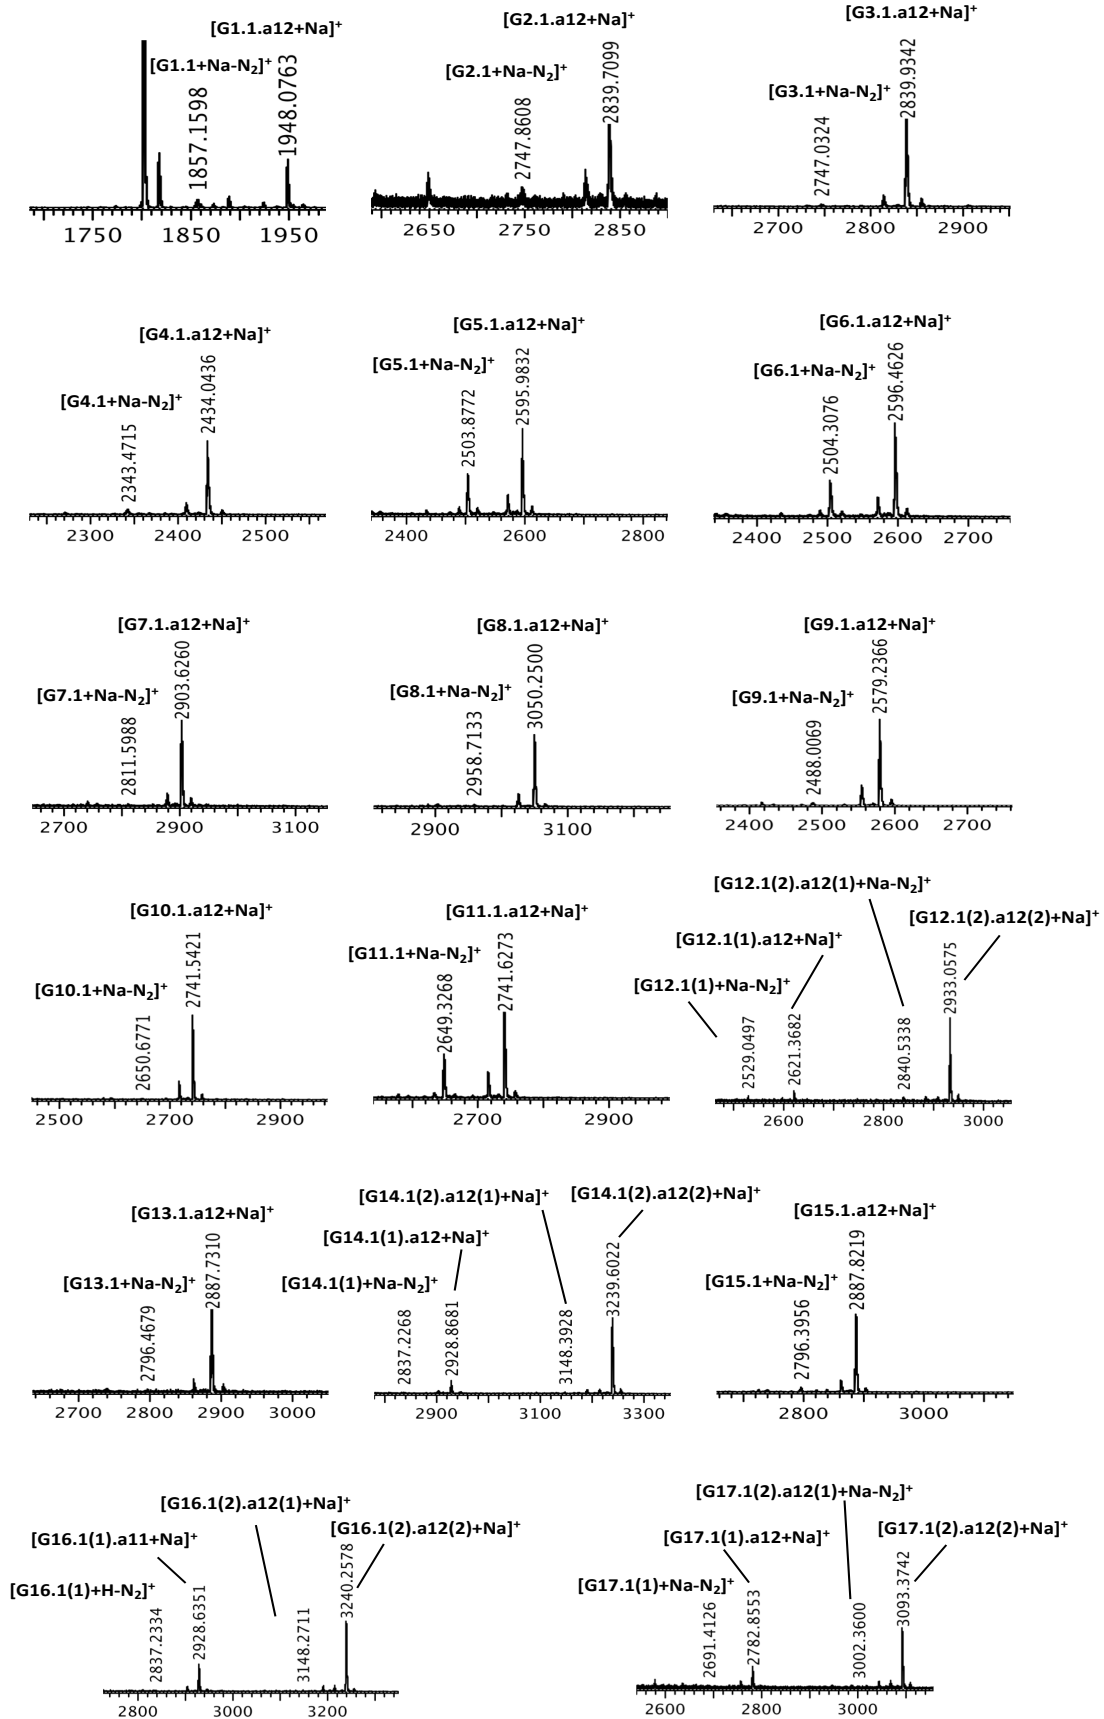 [G1.1.a12+Na]⁺
[G1.1+Na-N₂]⁺
1857.1598
1948.0763
1750 1850 1950
[G2.1.a12+Na]⁺
[G2.1+Na-N₂]⁺
2747.8608
2839.7099
2650 2750 2850
[G3.1.a12+Na]⁺
[G3.1+Na-N₂]⁺
2747.0324
2839.9342
2700 2800 2900
[G4.1.a12+Na]⁺
[G4.1+Na-N₂]⁺
2343.4715
2434.0436
2300 2400 2500
[G5.1.a12+Na]⁺
[G5.1+Na-N₂]⁺
2503.8772
2595.9832
2400 2600 2800
[G6.1.a12+Na]⁺
[G6.1+Na-N₂]⁺
2504.3076
2596.4626
2400 2500 2600 2700
[G7.1.a12+Na]⁺
[G7.1+Na-N₂]⁺
2811.5988
2903.6260
2700 2900 3100
[G8.1.a12+Na]⁺
[G8.1+Na-N₂]⁺
2958.7133
3050.2500
2900 3100
[G9.1.a12+Na]⁺
[G9.1+Na-N₂]⁺
2488.0069
2579.2366
2400 2500 2600 2700
[G10.1.a12+Na]⁺
[G10.1+Na-N₂]⁺
2650.6771
2741.5421
2500 2700 2900
[G11.1.a12+Na]⁺
[G11.1+Na-N₂]⁺
2649.3268
2741.6273
2700 2900
[G12.1(2).a12(1)+Na-N₂]⁺
[G12.1(2).a12(2)+Na]⁺
[G12.1(1).a12+Na]⁺
[G12.1(1)+Na-N₂]⁺
2529.0497
2621.3682
2840.5338
2933.0575
2600 2800 3000
[G13.1.a12+Na]⁺
[G13.1+Na-N₂]⁺
2796.4679
2887.7310
2700 2800 2900 3000
[G14.1(2).a12(1)+Na]⁺
[G14.1(2).a12(2)+Na]⁺
[G14.1(1).a12+Na]⁺
[G14.1(1)+Na-N₂]⁺
2837.2268
2928.8681
3148.3928
3239.6022
2900 3100 3300
[G15.1.a12+Na]⁺
[G15.1+Na-N₂]⁺
2796.3956
2887.8219
2800 3000
[G16.1(2).a12(1)+Na]⁺
[G16.1(2).a12(2)+Na]⁺
[G16.1(1).a11+Na]⁺
[G16.1(1)+H-N₂]⁺
2837.2334
2928.6351
3148.2711
3240.2578
2800 3000 3200
[G17.1(2).a12(1)+Na-N₂]⁺
[G17.1(2).a12(2)+Na]⁺
[G17.1(1).a12+Na]⁺
[G17.1(1)+Na-N₂]⁺
2691.4126
2782.8553
3002.3600
3093.3742
2600 2800 3000